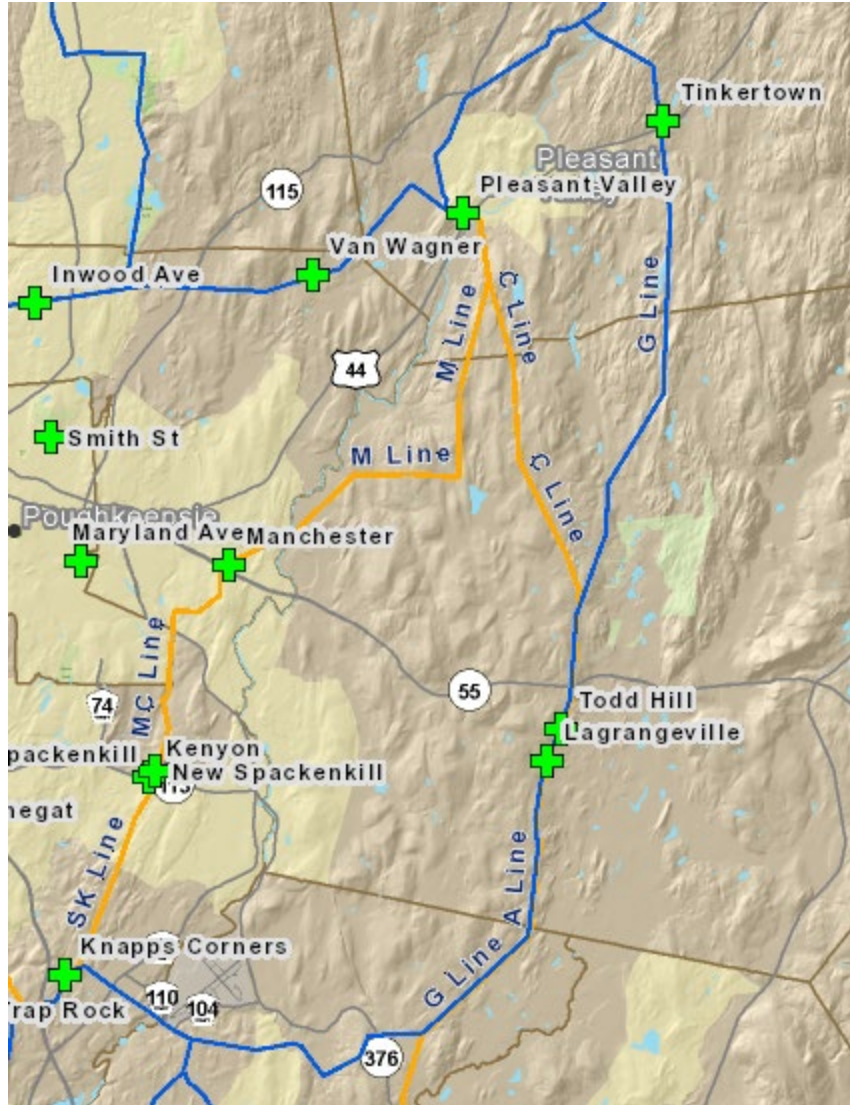 Tinkertown
Pleasant
Pleasant Valley
115
Van Wagner
Inwood Ave
G Line
M Line
C Line
44
Smith St
M Line
C Line
Poughkeepsie
Maryland Ave
Manchester
MC Line
55
74
Todd Hill
Lagrangeville
Kenyon
packenkill
New Spackenkill
113
negat
SK Line
A Line
Knapps Corners
G Line
110
104
rap Rock
376